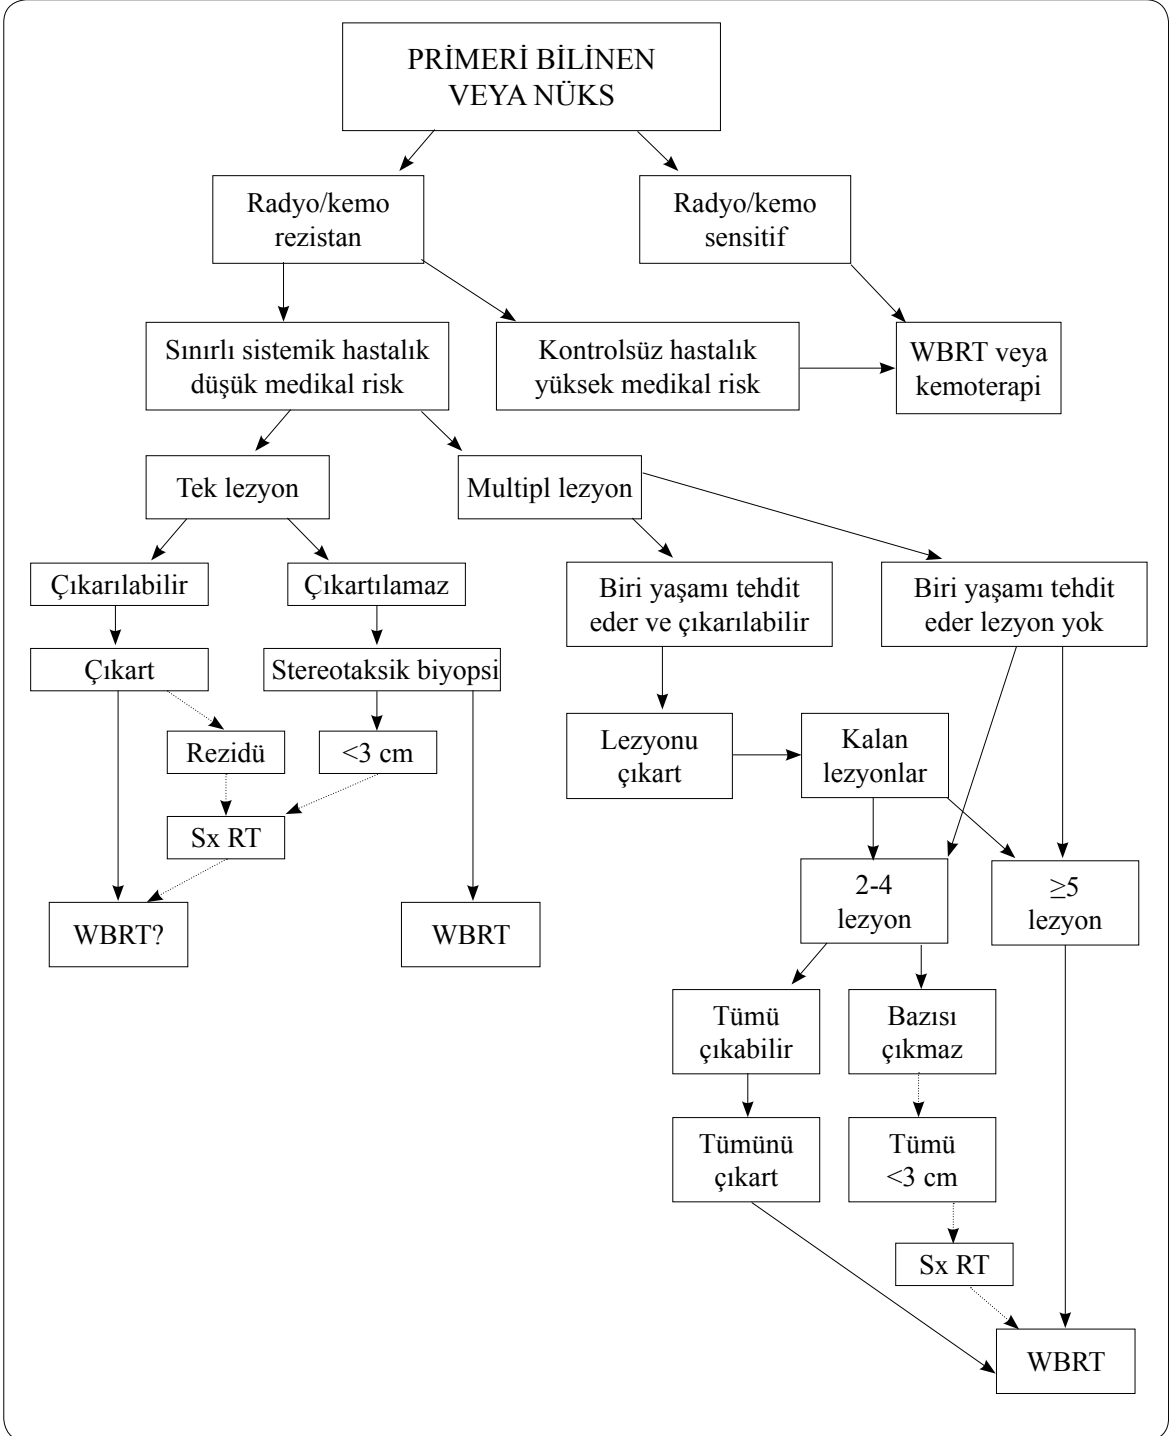 PRİMERİ BİLİNEN
VEYA NÜKS
Radyo/kemo
rezistan
Radyo/kemo
sensitif
Sınırlı sistemik hastalık
düşük medikal risk
Kontrolsüz hastalık
yüksek medikal risk
WBRT veya
kemoterapi
Tek lezyon
Multipl lezyon
Çıkarılabilir
Çıkartılamaz
Biri yaşamı tehdit
eder ve çıkarılabilir
Biri yaşamı tehdit
eder lezyon yok
Çıkart
Stereotaksik biyopsi
Rezidü
<3 cm
Lezyonu
çıkart
Kalan
lezyonlar
Sx RT
2-4
lezyon
≥5
lezyon
WBRT?
WBRT
Tümü
çıkabilir
Bazısı
çıkmaz
Tümünü
çıkart
Tümü
<3 cm
Sx RT
WBRT